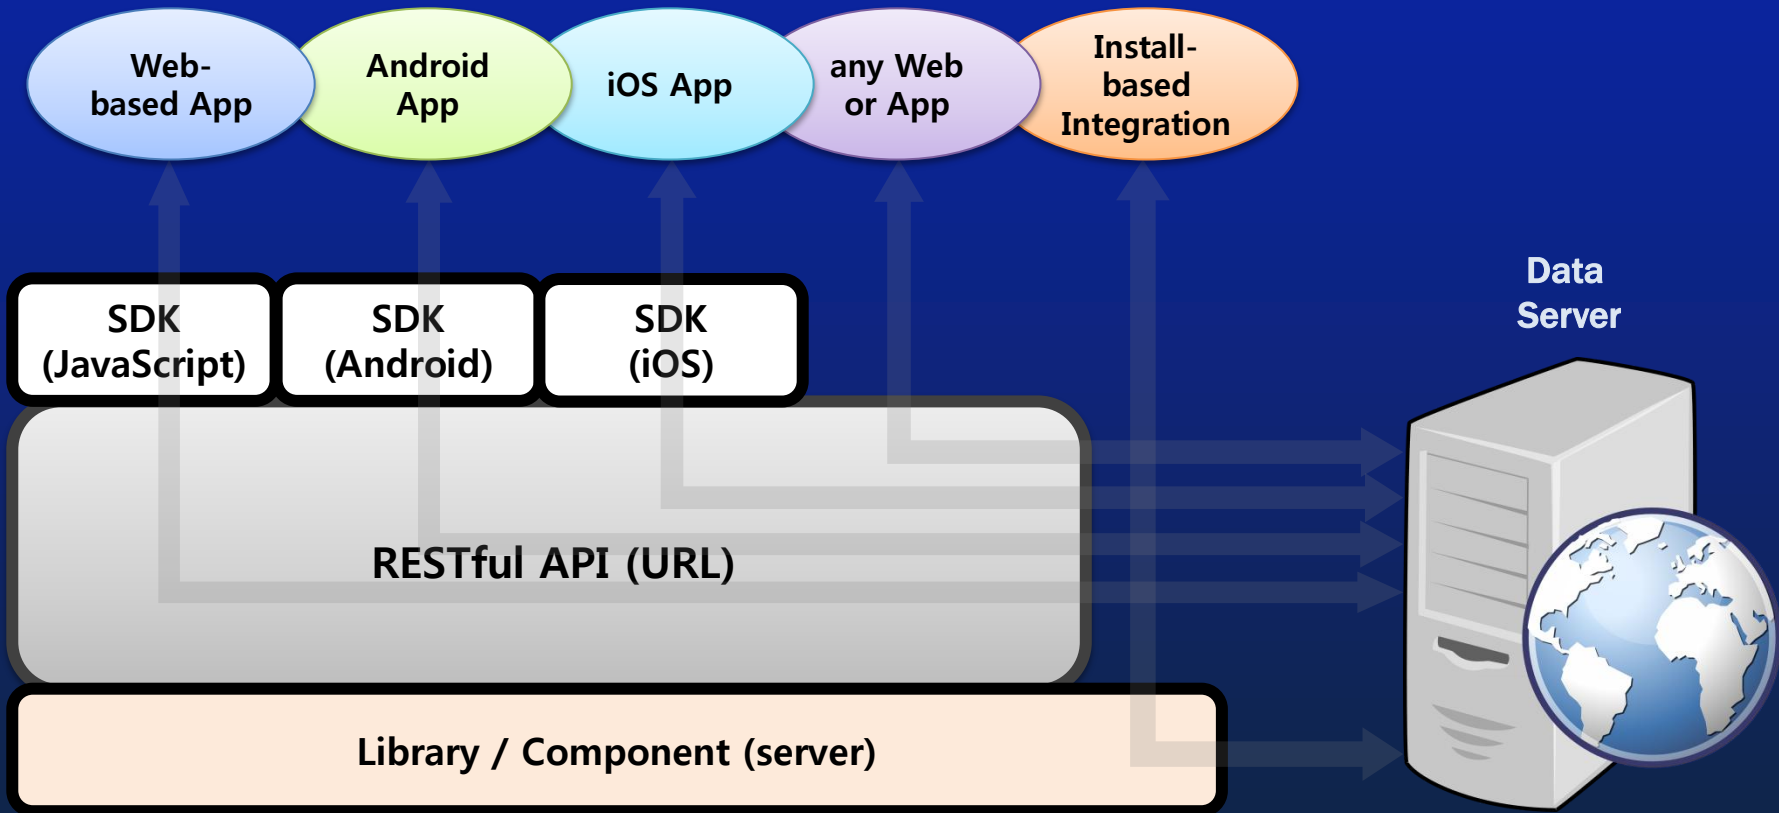 Web-
based App
Android
App
iOS App
any Web
or App
Install-
based
Integration
SDK
(JavaScript)
SDK
(Android)
SDK
(iOS)
Data
Server
RESTful API (URL)
Library / Component (server)